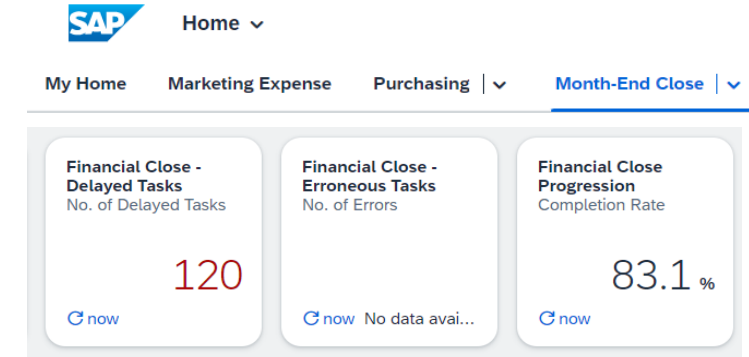 SAP
Home
My Home
Marketing Expense
Purchasing
Month-End Close
Financial Close -
Delayed Tasks
No. of Delayed Tasks
120
now
Financial Close -
Erroneous Tasks
No. of Errors
now No data avai...
Financial Close
Progression
Completion Rate
83.1 %
now